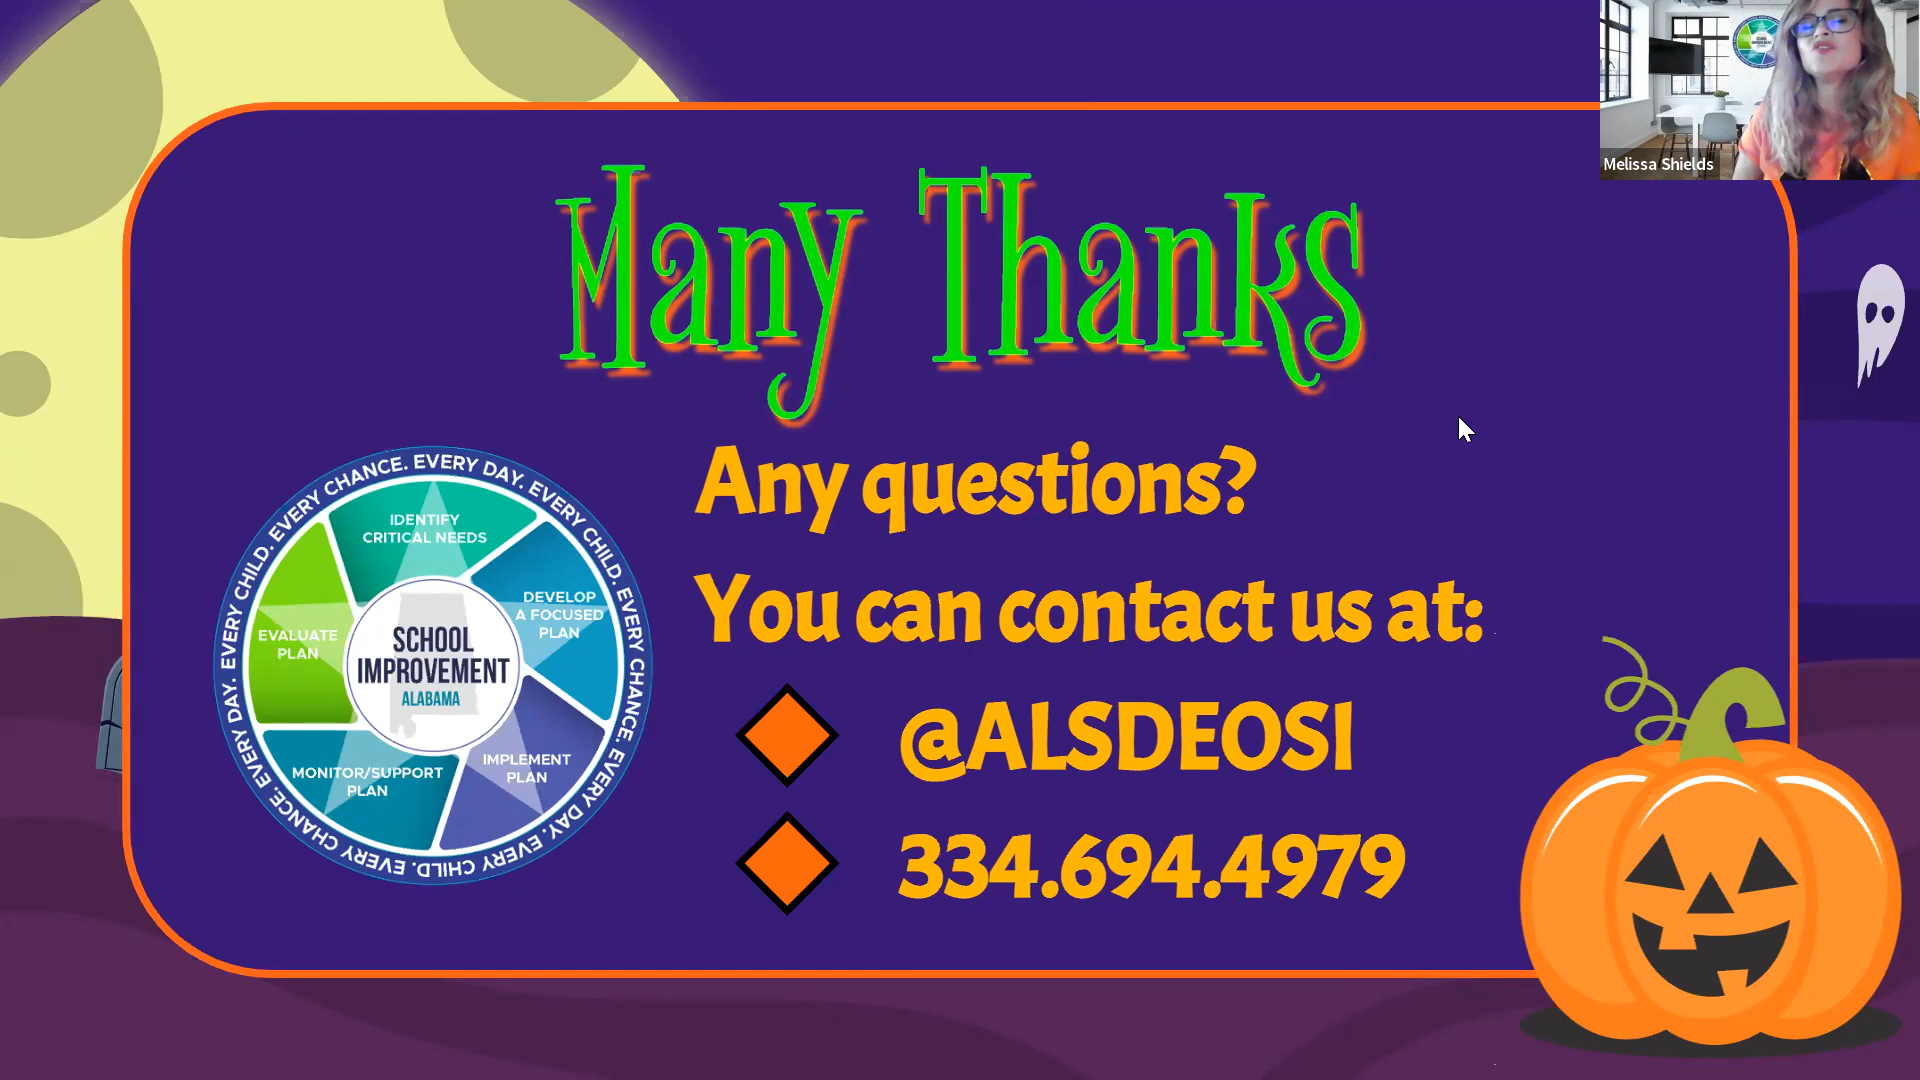 Melissa Shields
Many Thanks
Any questions?
You can contact us at:
@ALSDEOSI
334.694.4979
EVERY CHILD. EVERY CHANCE. EVERY DAY. EVERY CHILD. EVERY CHANCE. EVERY DAY. EVERY CHILD. EVERY CHANCE. EVERY DAY.
IDENTIFY
CRITICAL NEEDS
DEVELOP
A FOCUSED
PLAN
IMPLEMENT
PLAN
MONITOR/SUPPORT
PLAN
EVALUATE
PLAN
SCHOOL
IMPROVEMENT
ALABAMA